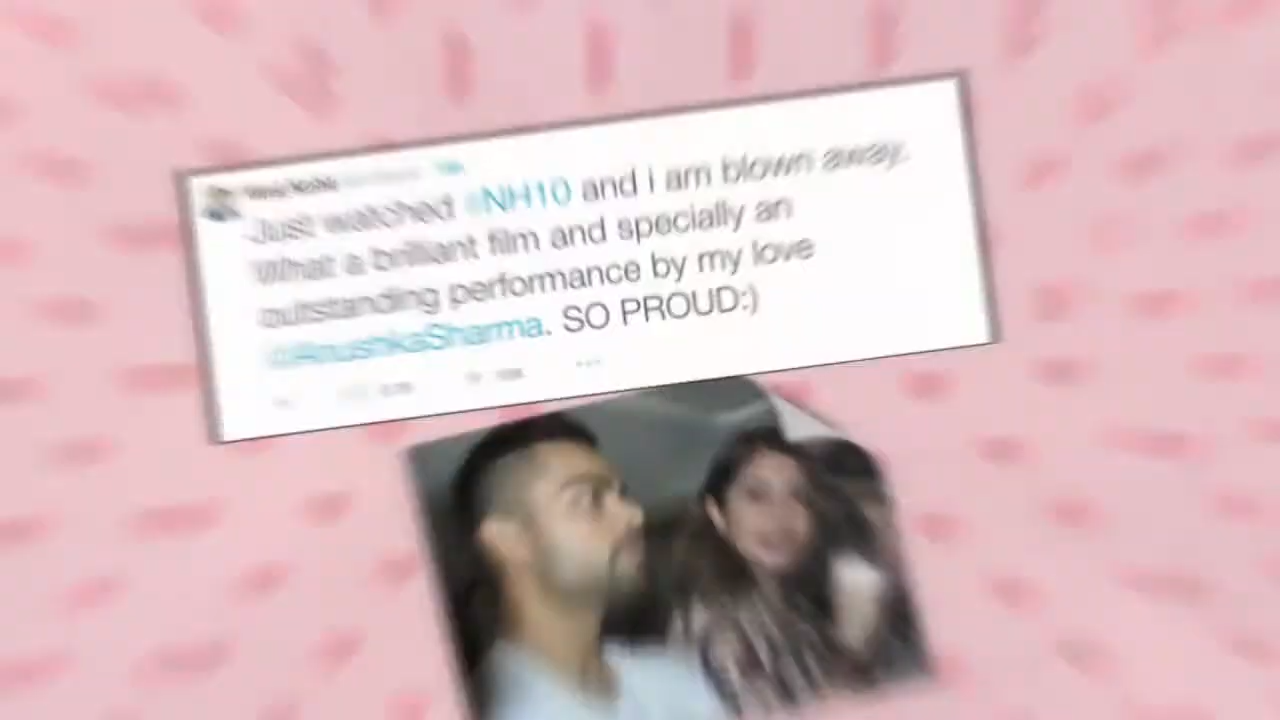 Just watched #NH10 and i am blown away.
What a brilliant film and specially an
outstanding performance by my love
@AnushkaSharma. SO PROUD:)